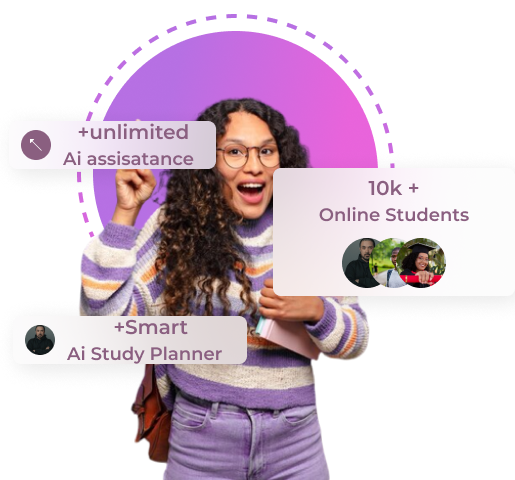 +unlimited
Ai assisatance
10k +
Online Students
+Smart
Ai Study Planner